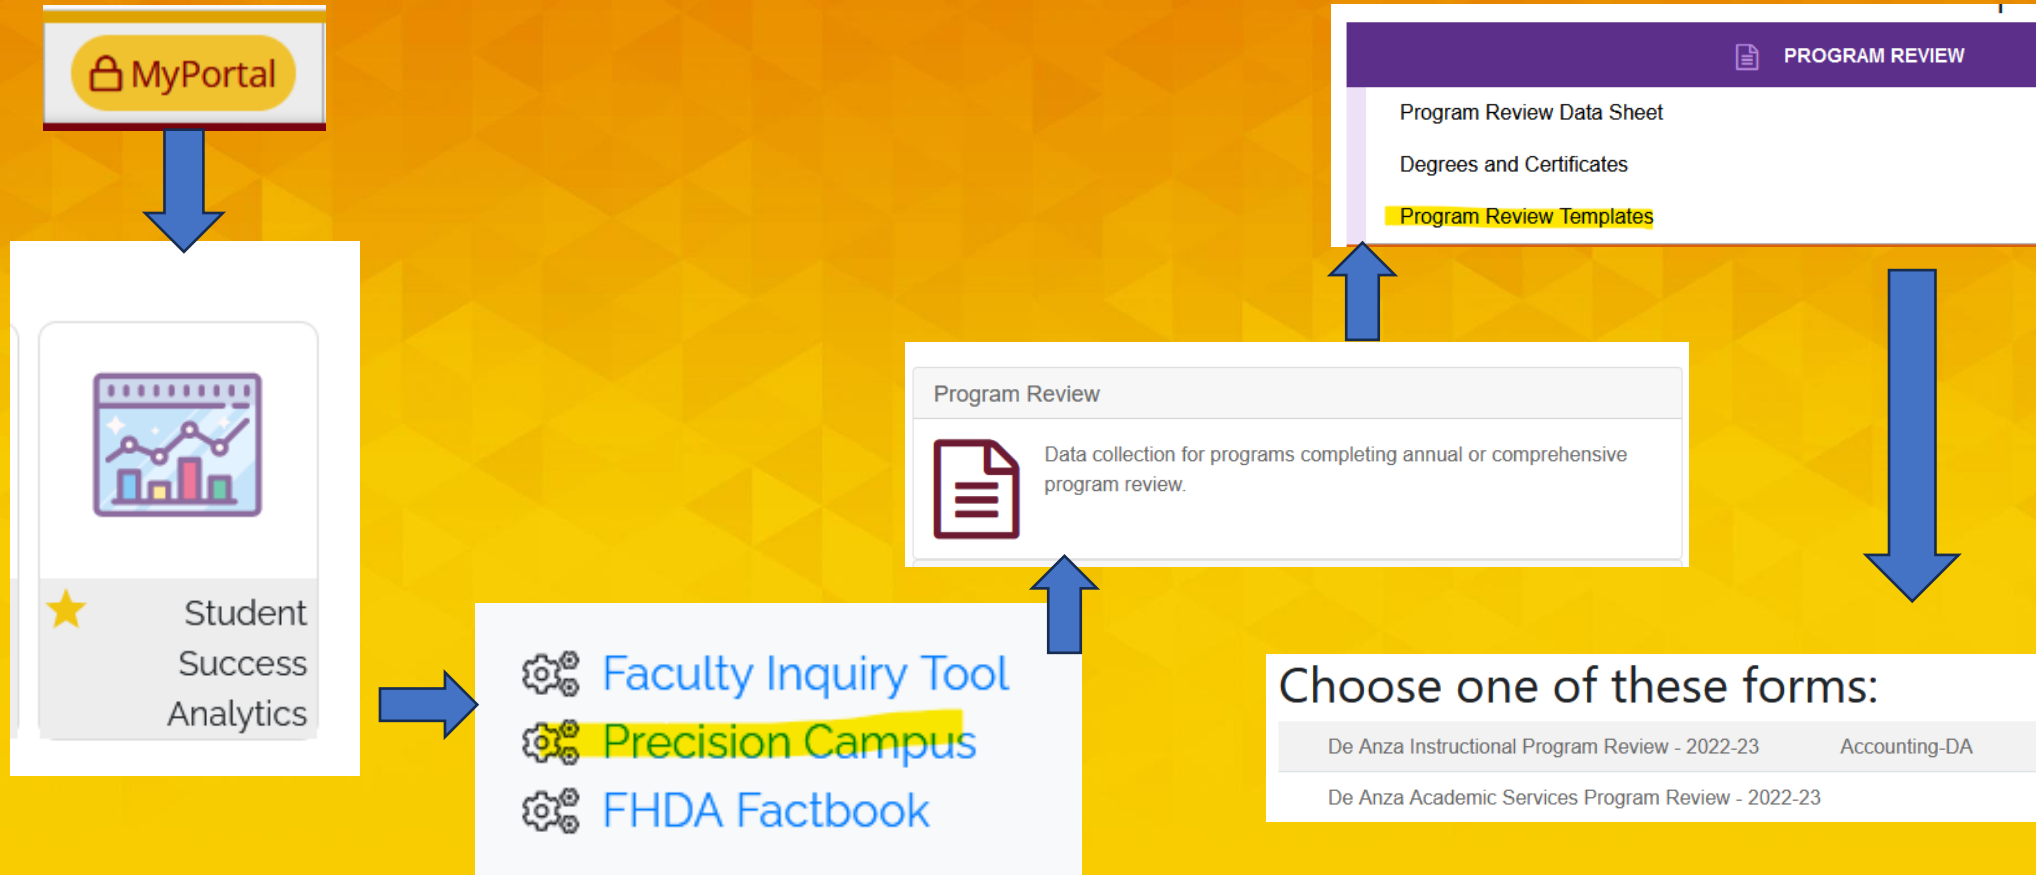 MyPortal
Student
Success
Analytics
Faculty Inquiry Tool
Precision Campus
FHDA Factbook
Program Review
Data collection for programs completing annual or comprehensive
program review.
PROGRAM REVIEW
Program Review Data Sheet
Degrees and Certificates
Program Review Templates
Choose one of these forms:
De Anza Instructional Program Review - 2022-23 Accounting-DA
De Anza Academic Services Program Review - 2022-23